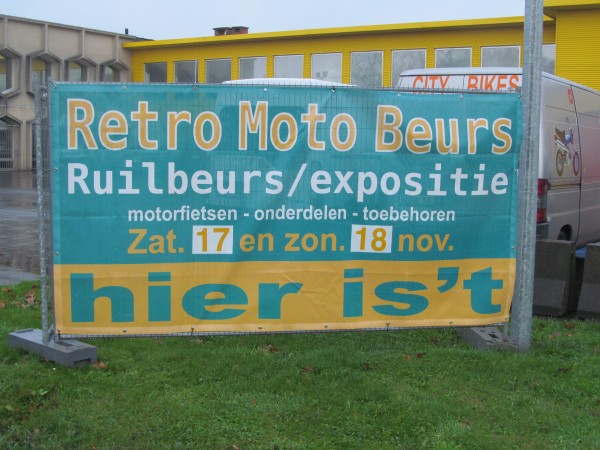 CITY BIKES
Retro Moto Beurs
Ruilbeurs/expositie
motorfietsen - onderdelen - toebehoren
Zat. 17 en zon. 18 nov.
hier is't